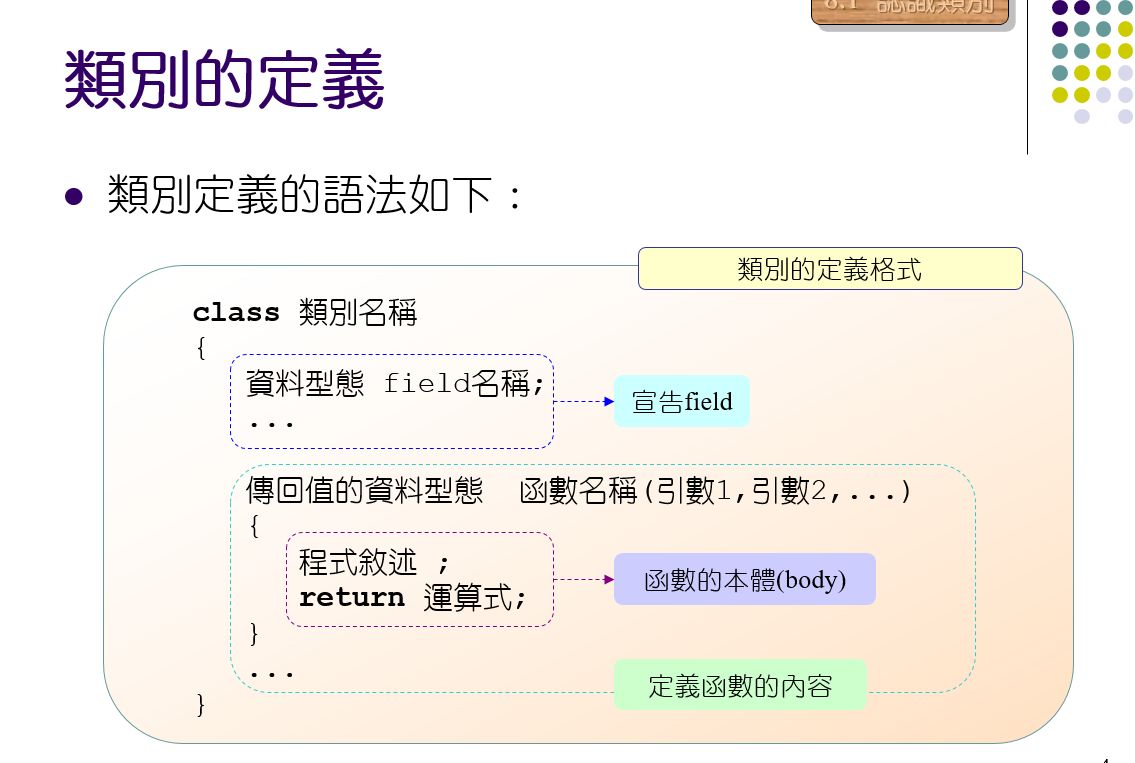 8.1 認識類別
類別的定義
● 類別定義的語法如下：
類別的定義格式
class 類別名稱
{
資料型態 field名稱;
...
宣告field
傳回值的資料型態 函數名稱(引數1,引數2,...)
{
程式敘述 ;
return 運算式;
函數的本體(body)
}
...
定義函數的內容
}